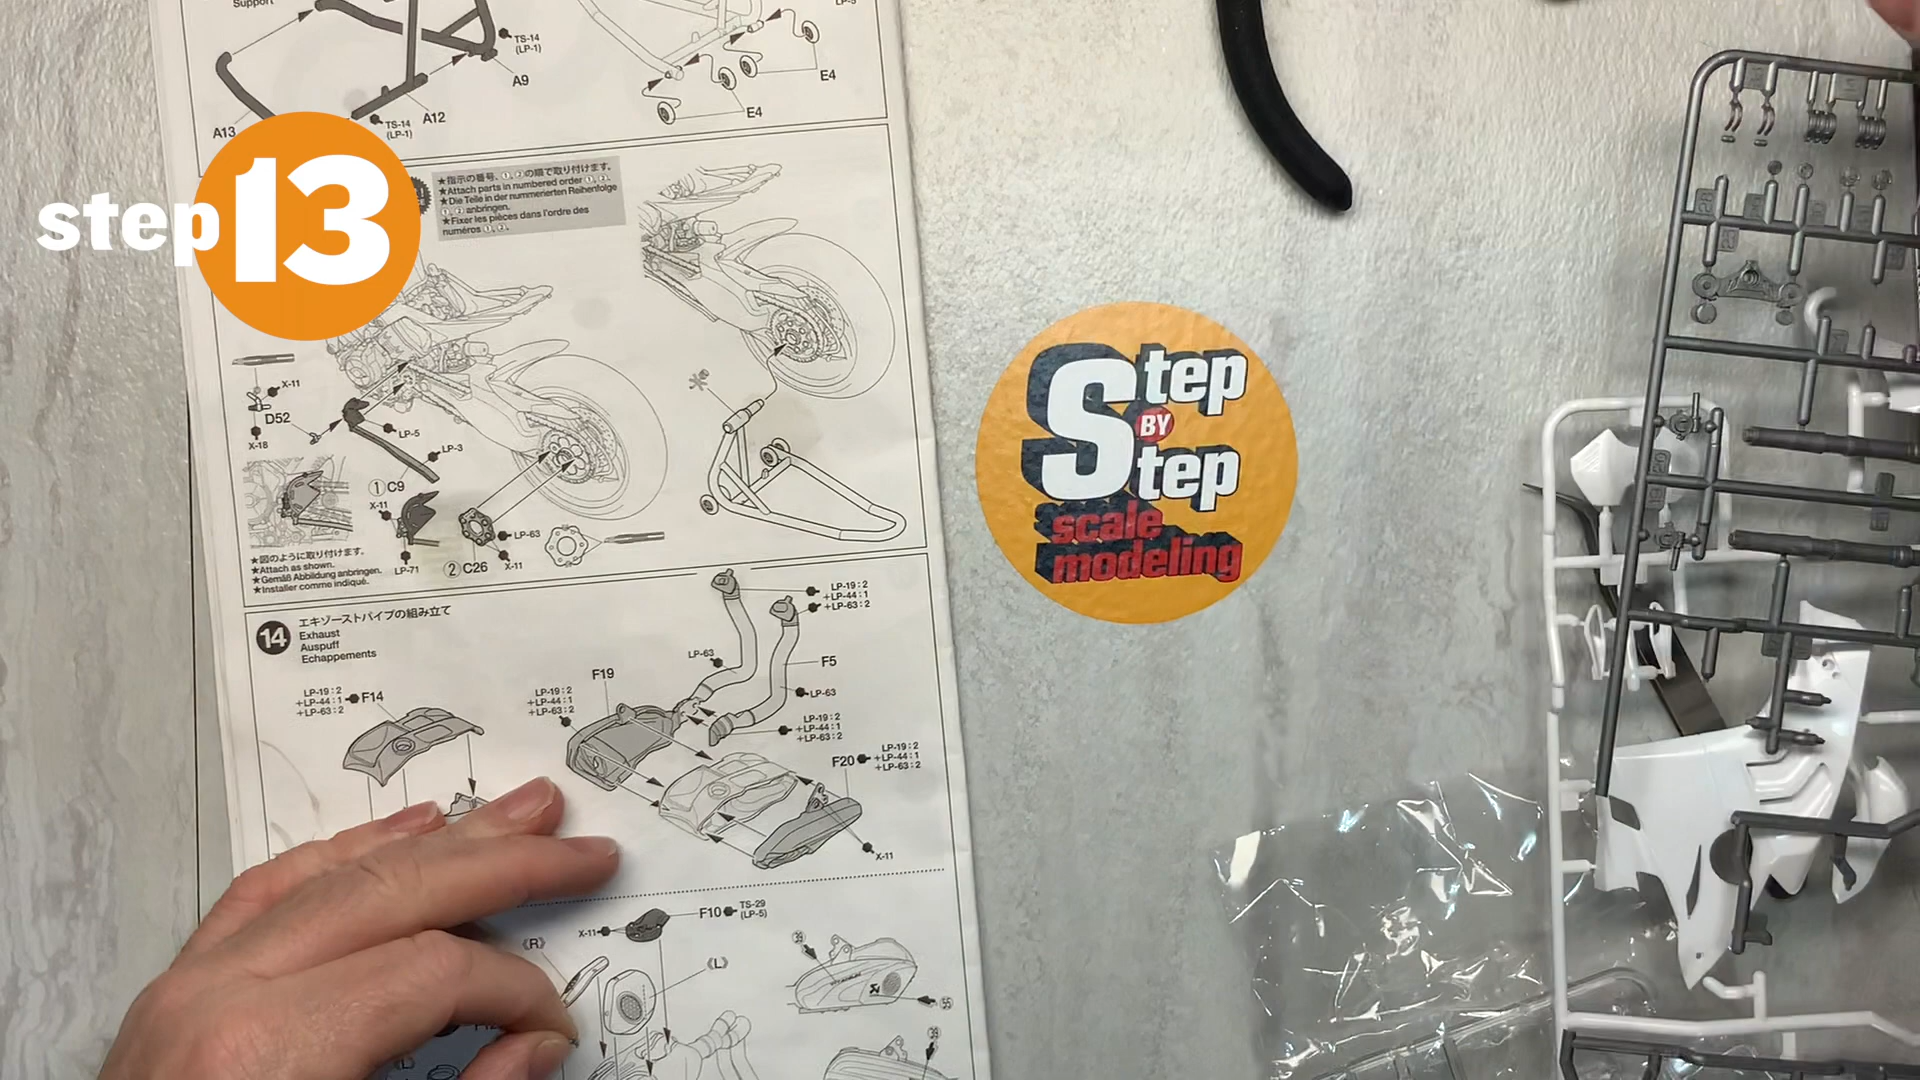 Support
TS-14
(LP-1)
A9
E4
E4
A12
TS-14
(LP-1)
A13
LP-5
step 13
★指示の番号、①、②の順で取り付けます。
★Attach parts in numbered order ①, ②.
★Die Teile in der nummerierten Reihenfolge
①, ② anbringen.
★Fixer les pièces dans l'ordre des
numéros ①, ②.
X-11
D52
X-18
LP-5
LP-3
① C9
X-11
LP-71
② C26
LP-63
X-11
★図のように取り付けます。
★Attach as shown.
★Gemäß Abbildung anbringen.
★Installer comme indiqué.
14
エキゾーストパイプの組み立て
Exhaust
Auspuff
Echappements
LP-19:2
+LP-44:1
+LP-63:2
F14
LP-19:2
+LP-44:1
+LP-63:2
F19
LP-63
LP-19:2
+LP-44:1
+LP-63:2
F5
LP-63
LP-19:2
+LP-44:1
+LP-63:2
F20
LP-19:2
+LP-44:1
+LP-63:2
X-11
F10
TS-29
(LP-5)
X-11
《R》
《L》
39
55
39
Step
BY
Step
scale
modeling